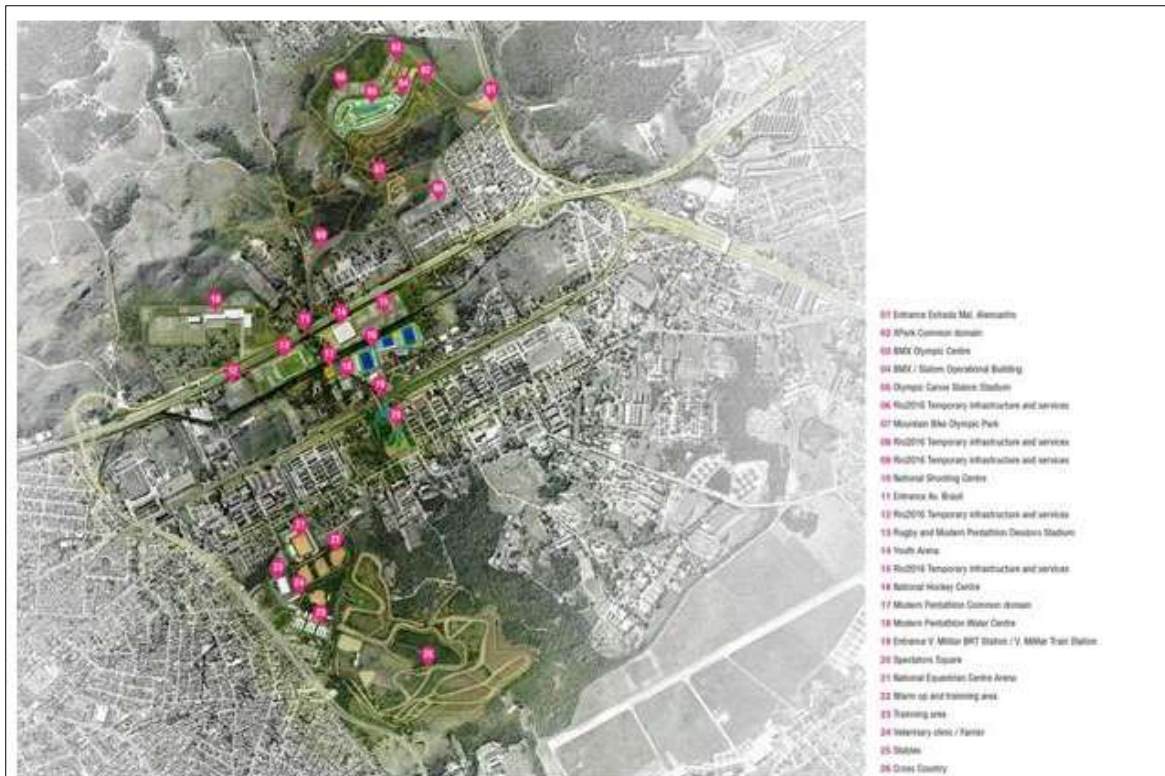 01 Entrance Estrada Mal. Alencastro
02 XPark Common domain
03 BMX Olympic Centre
04 BMX / Slalom Operational Building
05 Olympic Canoe Slalom Stadium
06 Rio2016 Temporary infrastructure and services
07 Mountain Bike Olympic Park
08 Rio2016 Temporary infrastructure and services
09 Rio2016 Temporary infrastructure and services
10 National Shooting Centre
11 Entrance Av. Brasil
12 Rio2016 Temporary infrastructure and services
13 Rugby and Modern Pentathlon Deodoro Stadium
14 Youth Arena
15 Rio2016 Temporary infrastructure and services
16 National Hockey Centre
17 Modern Pentathlon Common domain
18 Modern Pentathlon Water Centre
19 Entrance V. Militar BRT Station / V. Militar Train Station
20 Spectators Square
21 National Equestrian Centre Arena
22 Warm up and trainning area
23 Trainning area
24 Veterinary clinic / Farrier
25 Stables
26 Cross Country